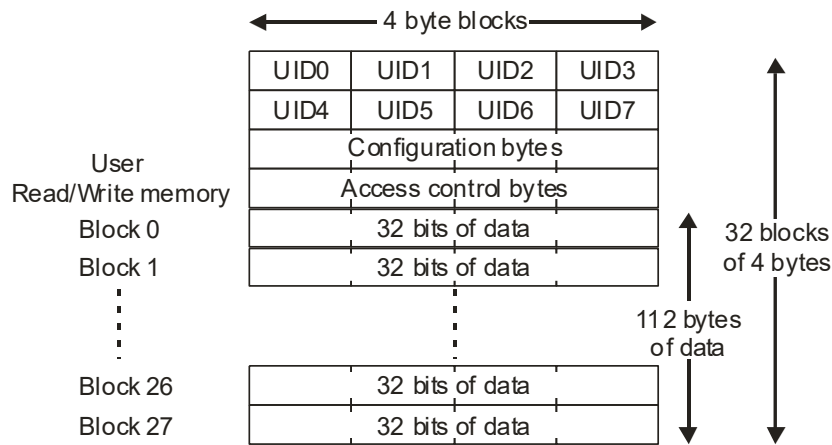 4 byte blocks
UID0 UID1 UID2 UID3
UID4 UID5 UID6 UID7
Configuration bytes
User
Read/Write memory
Access control bytes
Block 0 32 bits of data
Block 1 32 bits of data
32 blocks
of 4 bytes
112 bytes
of data
Block 26 32 bits of data
Block 27 32 bits of data